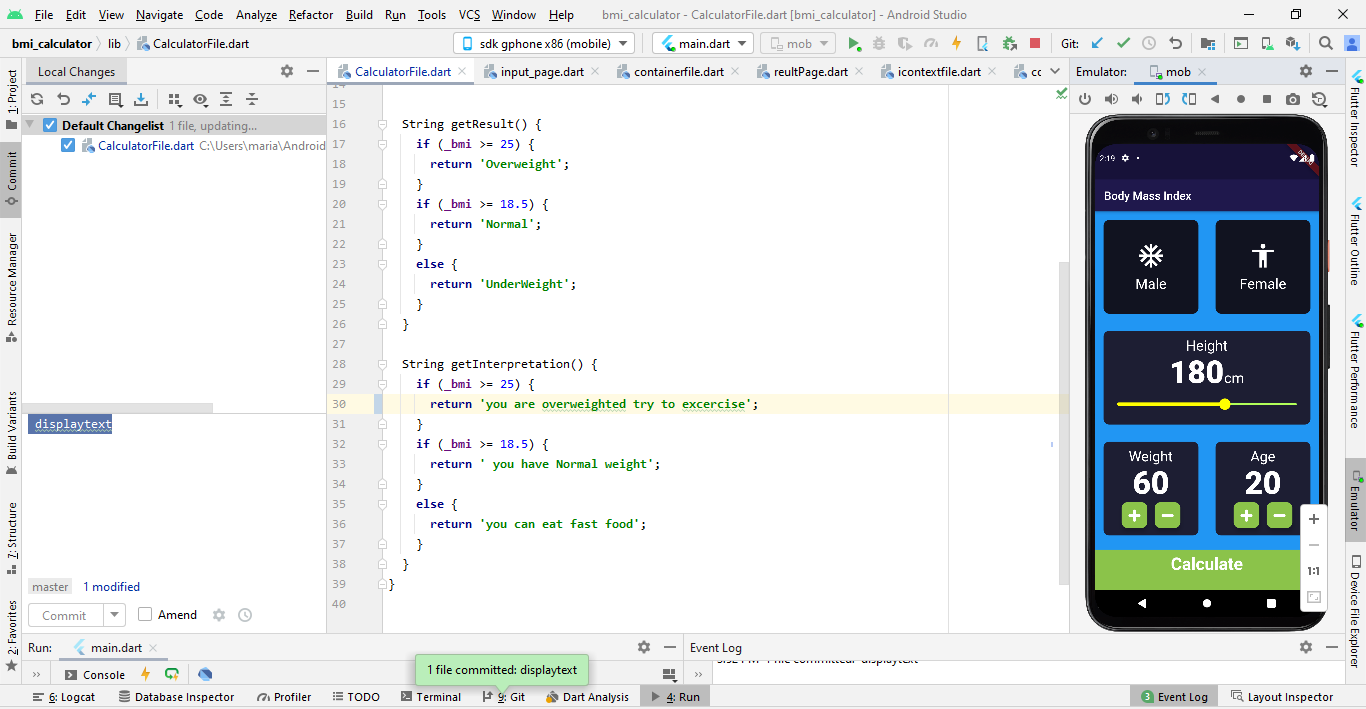 File Edit View Navigate Code Analyze Refactor Build Run Tools VCS Window Help bmi_calculator - CalculatorFile.dart [bmi_calculator] - Android Studio
bmi_calculator lib CalculatorFile.dart sdk gphone x86 (mobile) main.dart mob Git:
1: Project
Commit
Resource Manager
Build Variants
7: Structure
2: Favorites
Local Changes
Default Changelist 1 file, updating...
CalculatorFile.dart C:\Users\maria\Android
displaytext
master 1 modified
Commit Amend
CalculatorFile.dart input_page.dart containerfile.dart reultPage.dart icontextfile.dart
15
16 String getResult() {
17 if (_bmi >= 25) {
18 return 'Overweight';
19 }
20 if (_bmi >= 18.5) {
21 return 'Normal';
22 }
23 else {
24 return 'UnderWeight';
25 }
26 }
27
28 String getInterpretation() {
29 if (_bmi >= 25) {
30 return 'you are overweighted try to excercise';
31 }
32 if (_bmi >= 18.5) {
33 return ' you have Normal weight';
34 }
35 else {
36 return 'you can eat fast food';
37 }
38 }
39 }
40
Emulator: mob
2:19
Body Mass Index
Male Female
Height
180cm
Weight Age
60 20
Calculate
1:1
Flutter Inspector
Flutter Outline
Flutter Performance
Emulator
Device File Explorer
Run: main.dart
Console
Event Log
1 file committed: displaytext
6: Logcat Database Inspector Profiler TODO Terminal 9: Git Dart Analysis 4: Run 3 Event Log Layout Inspector